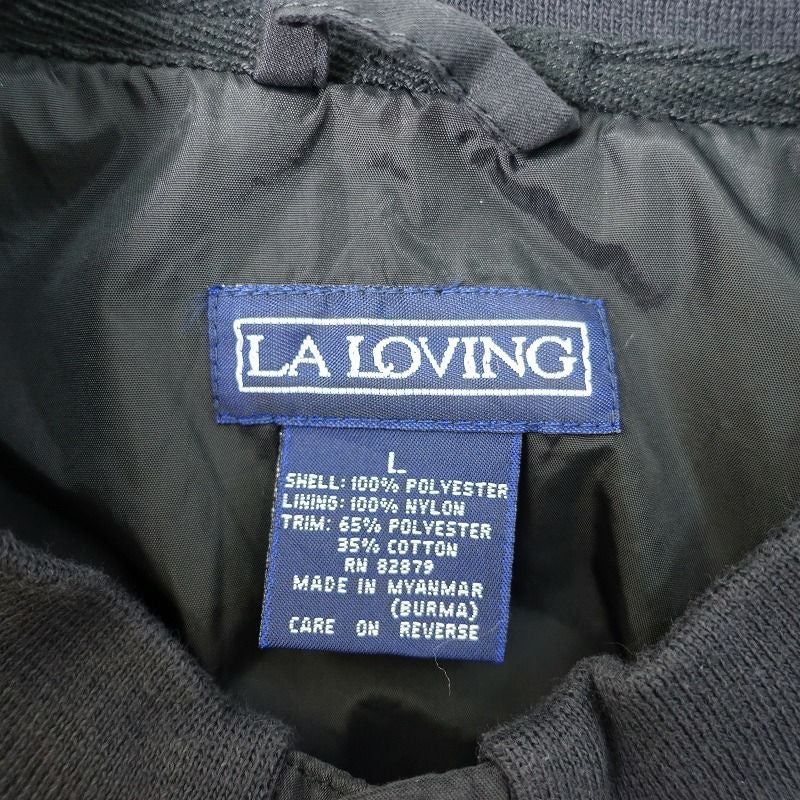 LA LOVING
L
SHELL: 100% POLYESTER
LINING: 100% NYLON
TRIM: 65% POLYESTER
35% COTTON
RN 82879
MADE IN MYANMAR
(BURMA)
CARE ON REVERSE